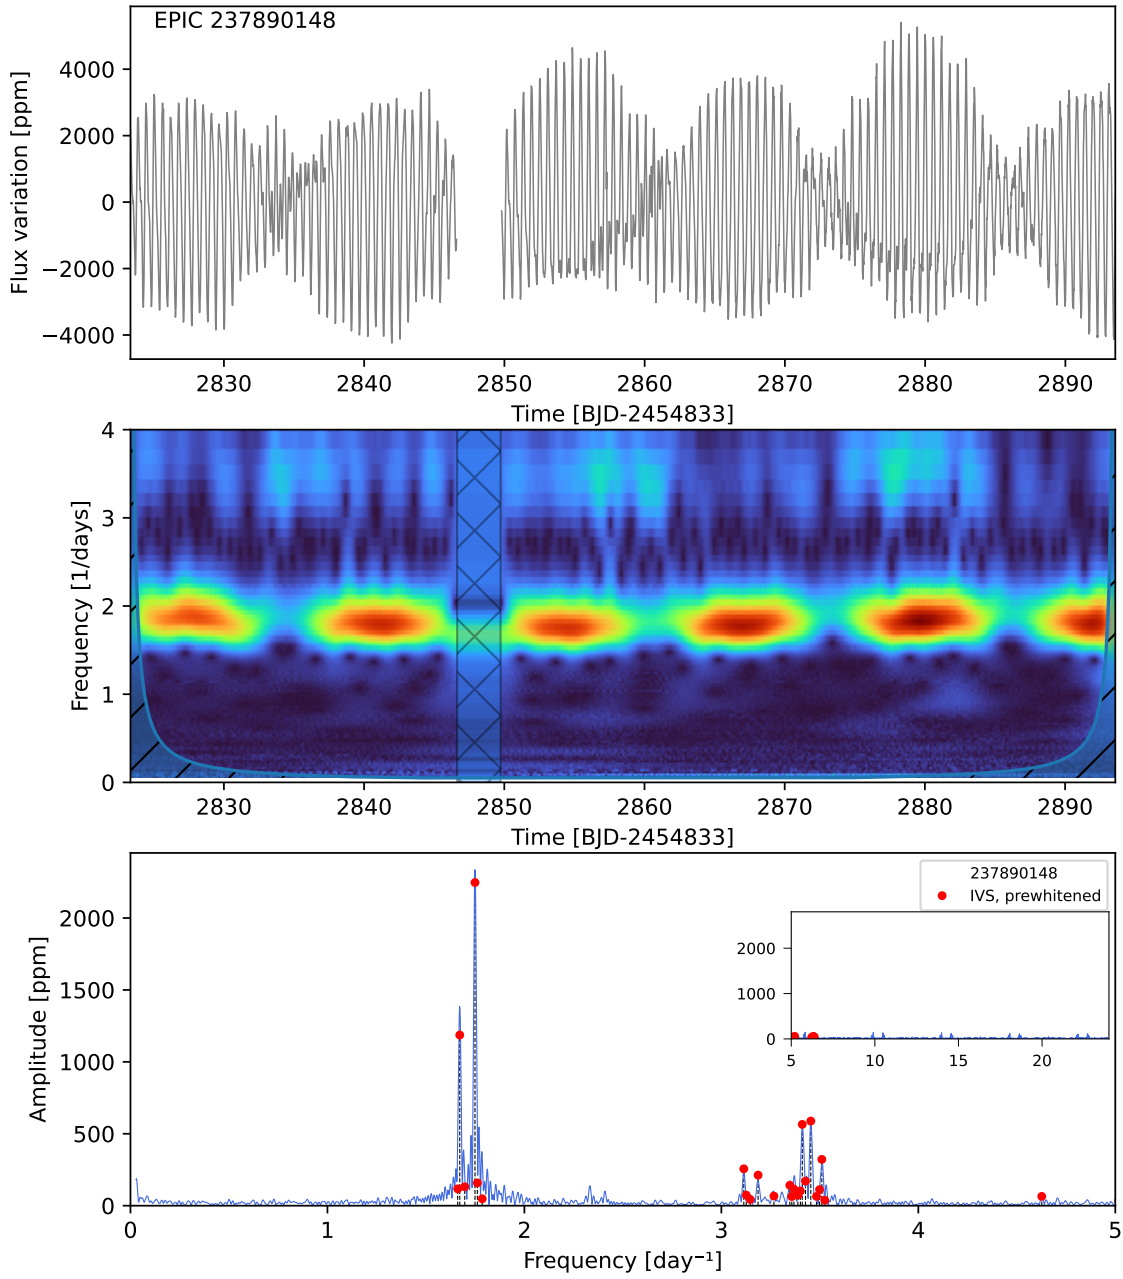 EPIC 237890148
Flux variation [ppm]
4000
2000
0
−2000
−4000
2830 2840 2850 2860 2870 2880 2890
Time [BJD-2454833]
Frequency [1/days]
4
3
2
1
0
2830 2840 2850 2860 2870 2880 2890
Time [BJD-2454833]
Amplitude [ppm]
2000
1500
1000
500
0
237890148
IVS, prewhitened
2000
1000
0
5 10 15 20
0 1 2 3 4 5
Frequency [day⁻¹]